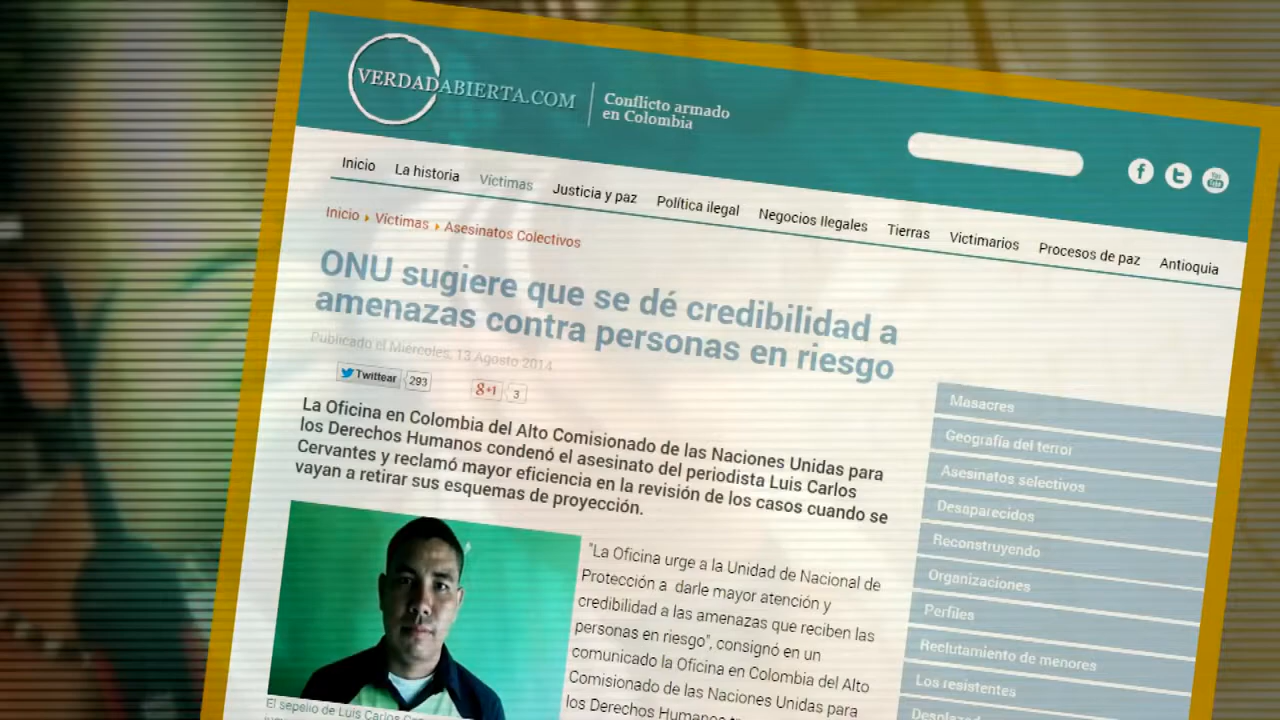 VERDADABIERTA.COM
Conflicto armado
en Colombia
Inicio La historia Víctimas Justicia y paz Política ilegal Negocios Ilegales Tierras Victimarios Procesos de paz Antioquia
Inicio Víctimas Asesinatos Colectivos
ONU sugiere que se dé credibilidad a
amenazas contra personas en riesgo
Publicado el Miércoles, 13 Agosto 2014
Twittear 293 g+1 3
La Oficina en Colombia del Alto Comisionado de las Naciones Unidas para
los Derechos Humanos condenó el asesinato del periodista Luis Carlos
Cervantes y reclamó mayor eficiencia en la revisión de los casos cuando se
vayan a retirar sus esquemas de proyección.
"La Oficina urge a la Unidad de Nacional de
Protección a darle mayor atención y
credibilidad a las amenazas que reciben las
personas en riesgo", consignó en un
comunicado la Oficina en Colombia del Alto
Comisionado de las Naciones Unidas para
los Derechos Humanos
El sepelio de Luis Carlos
Masacres
Geografía del terror
Asesinatos selectivos
Desaparecidos
Reconstruyendo
Organizaciones
Perfiles
Reclutamiento de menores
Los resistentes